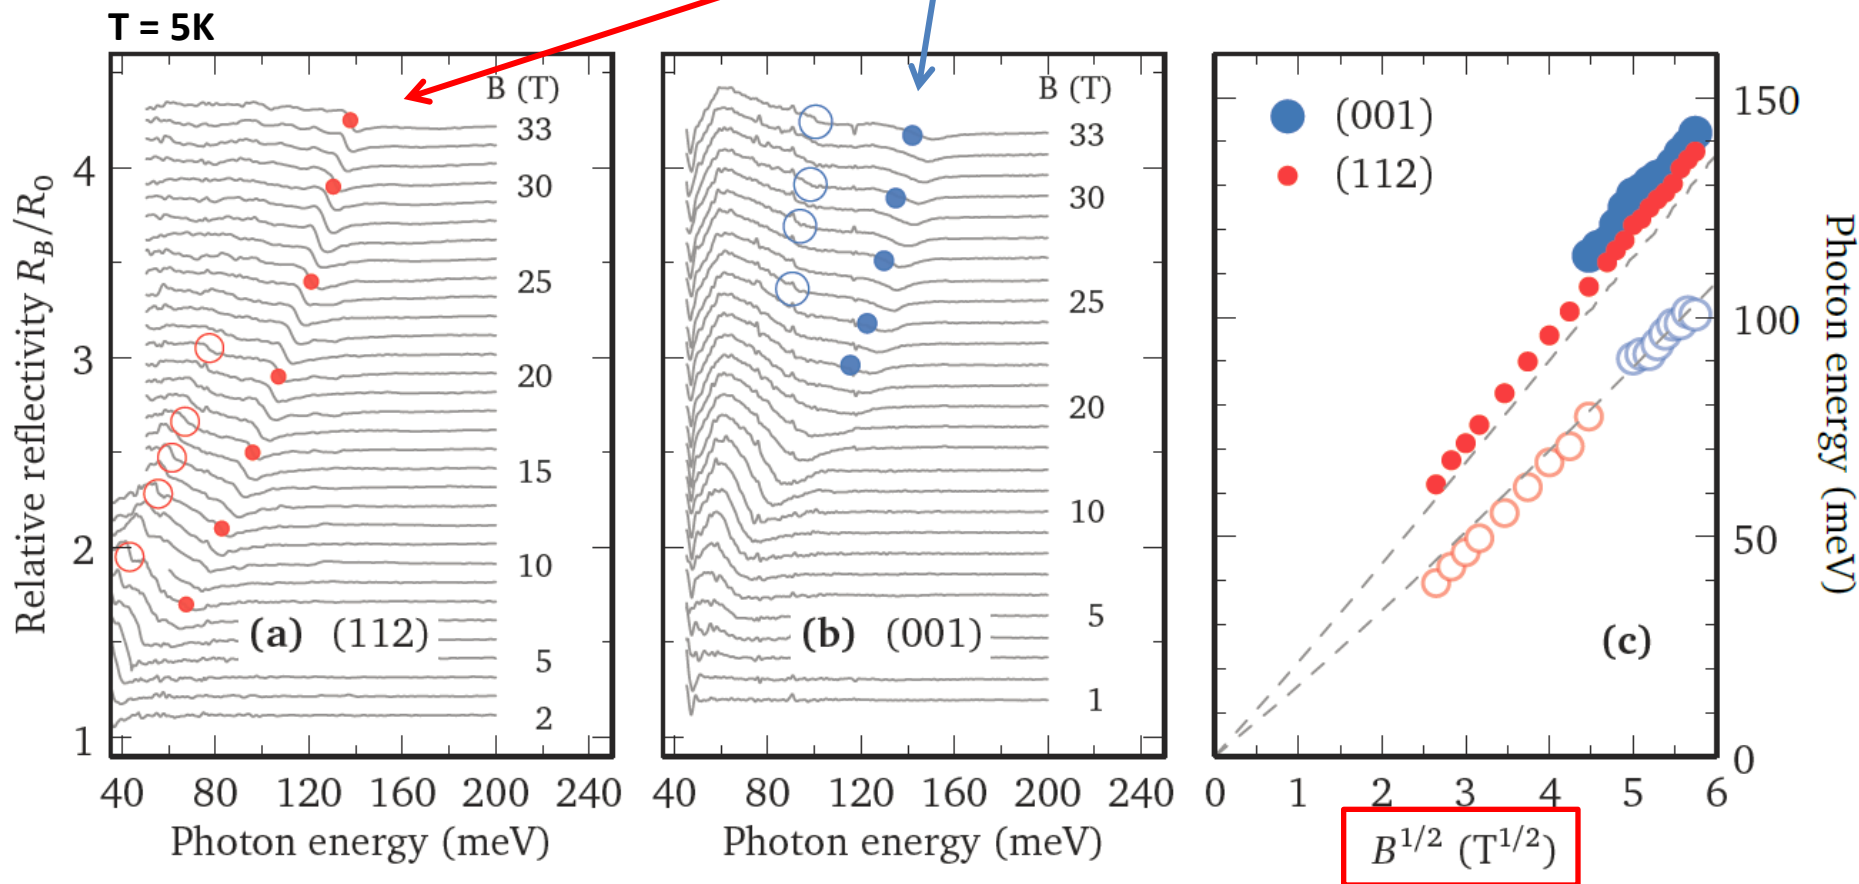 T = 5K
Relative reflectivity R_B/R_0
4
3
2
1
B (T)
33
30
25
20
15
10
5
2
(a) (112)
40 80 120 160 200 240
Photon energy (meV)
B (T)
33
30
25
20
10
5
1
(b) (001)
40 80 120 160 200 240
Photon energy (meV)
(001)
(112)
(c)
150
100
50
0
Photon energy (meV)
0 1 2 3 4 5 6
B^{1/2} (T^{1/2})